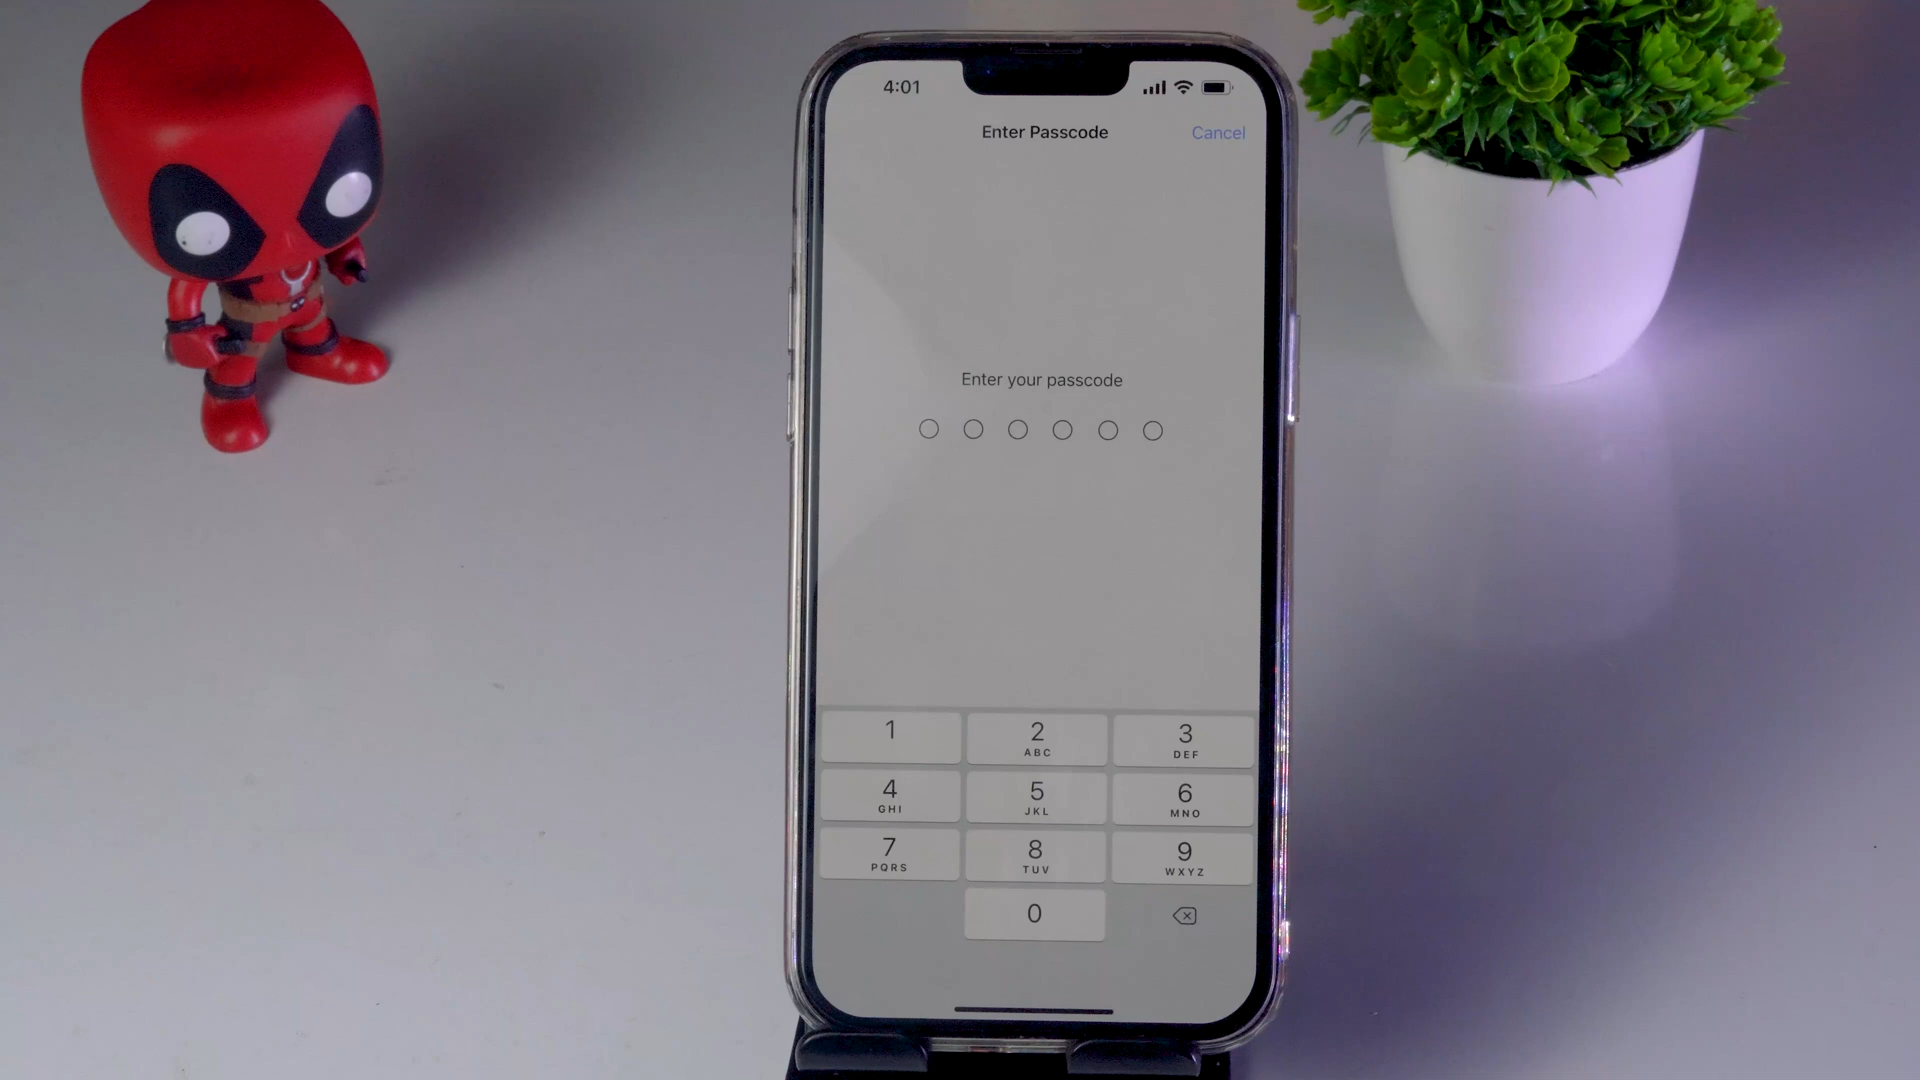 4:01
Enter Passcode
Cancel
Enter your passcode
1
2
ABC
3
DEF
4
GHI
5
JKL
6
MNO
7
PQRS
8
TUV
9
WXYZ
0